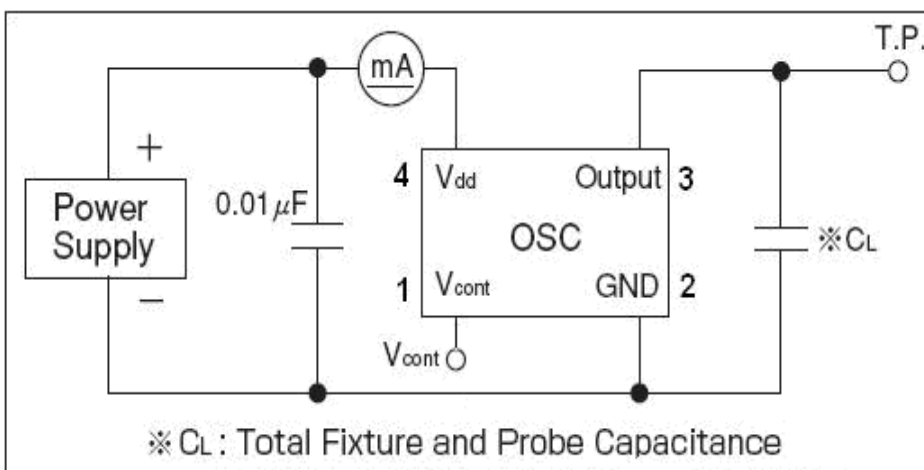 T.P.
mA
+
4 Vdd Output 3
Power
Supply
0.01μF
OSC
※CL
1 Vcont GND 2
−
Vcont
※CL : Total Fixture and Probe Capacitance